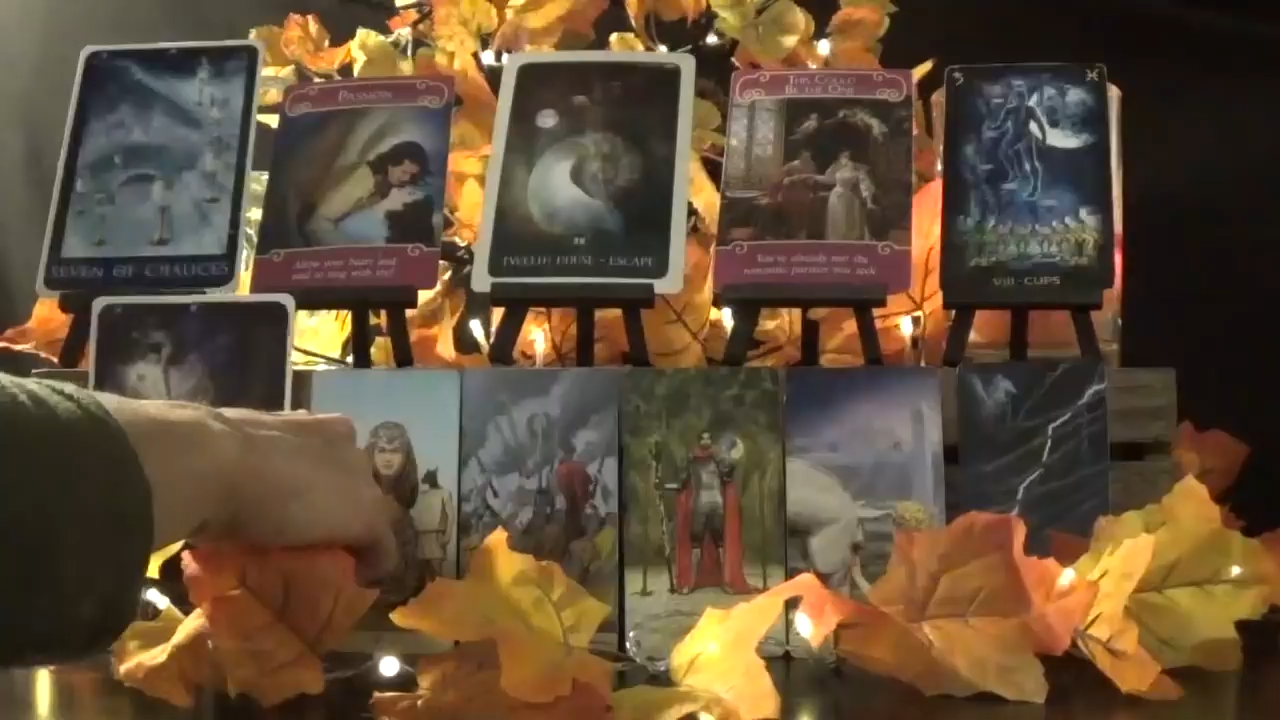 SEVEN OF CHALICES
PASSION
Allow your heart and
soul to sing with joy!
TWELFTH HOUSE - ESCAPE
THIS COULD
BE THE ONE
You've already met the
romantic partner you seek
VIII - CUPS